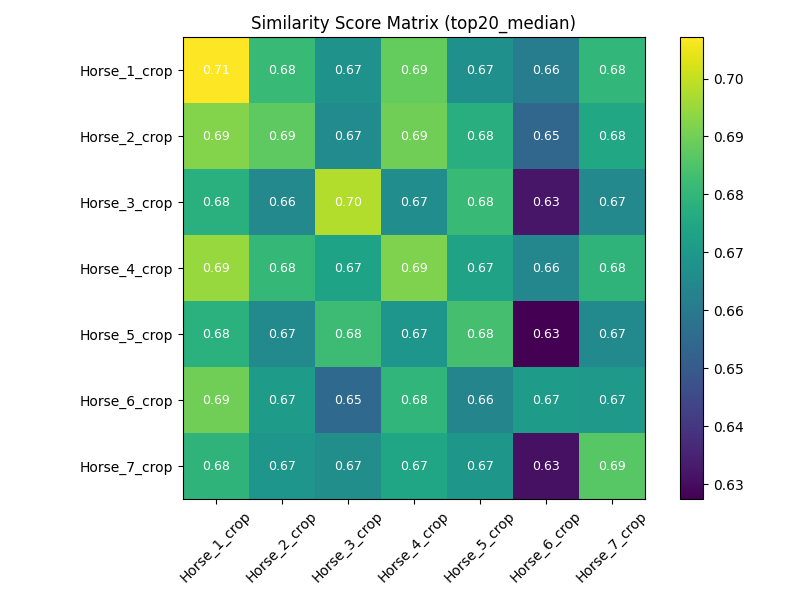 Similarity Score Matrix (top20_median)
Horse_1_crop 0.71 0.68 0.67 0.69 0.67 0.66 0.68
Horse_2_crop 0.69 0.69 0.67 0.69 0.68 0.65 0.68
Horse_3_crop 0.68 0.66 0.70 0.67 0.68 0.63 0.67
Horse_4_crop 0.69 0.68 0.67 0.69 0.67 0.66 0.68
Horse_5_crop 0.68 0.67 0.68 0.67 0.68 0.63 0.67
Horse_6_crop 0.69 0.67 0.65 0.68 0.66 0.67 0.67
Horse_7_crop 0.68 0.67 0.67 0.67 0.67 0.63 0.69
Horse_1_crop Horse_2_crop Horse_3_crop Horse_4_crop Horse_5_crop Horse_6_crop Horse_7_crop
0.70
0.69
0.68
0.67
0.66
0.65
0.64
0.63